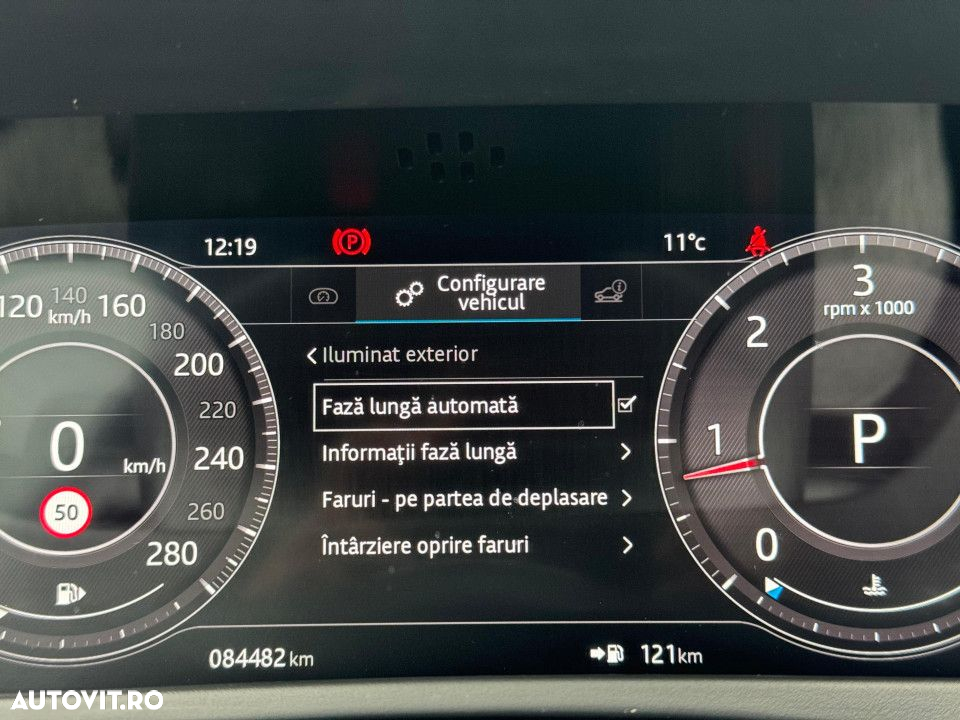 12:19
P
11°c
Configurare
vehicul
120 140 160
km/h
180
200
220
240
260
280
0
km/h
50
Iluminat exterior
Fază lungă automată
Informații fază lungă
Faruri - pe partea de deplasare
Întârziere oprire faruri
3
rpm x 1000
2
1
0
P
084482 km
121 km
AUTOVIT.RO